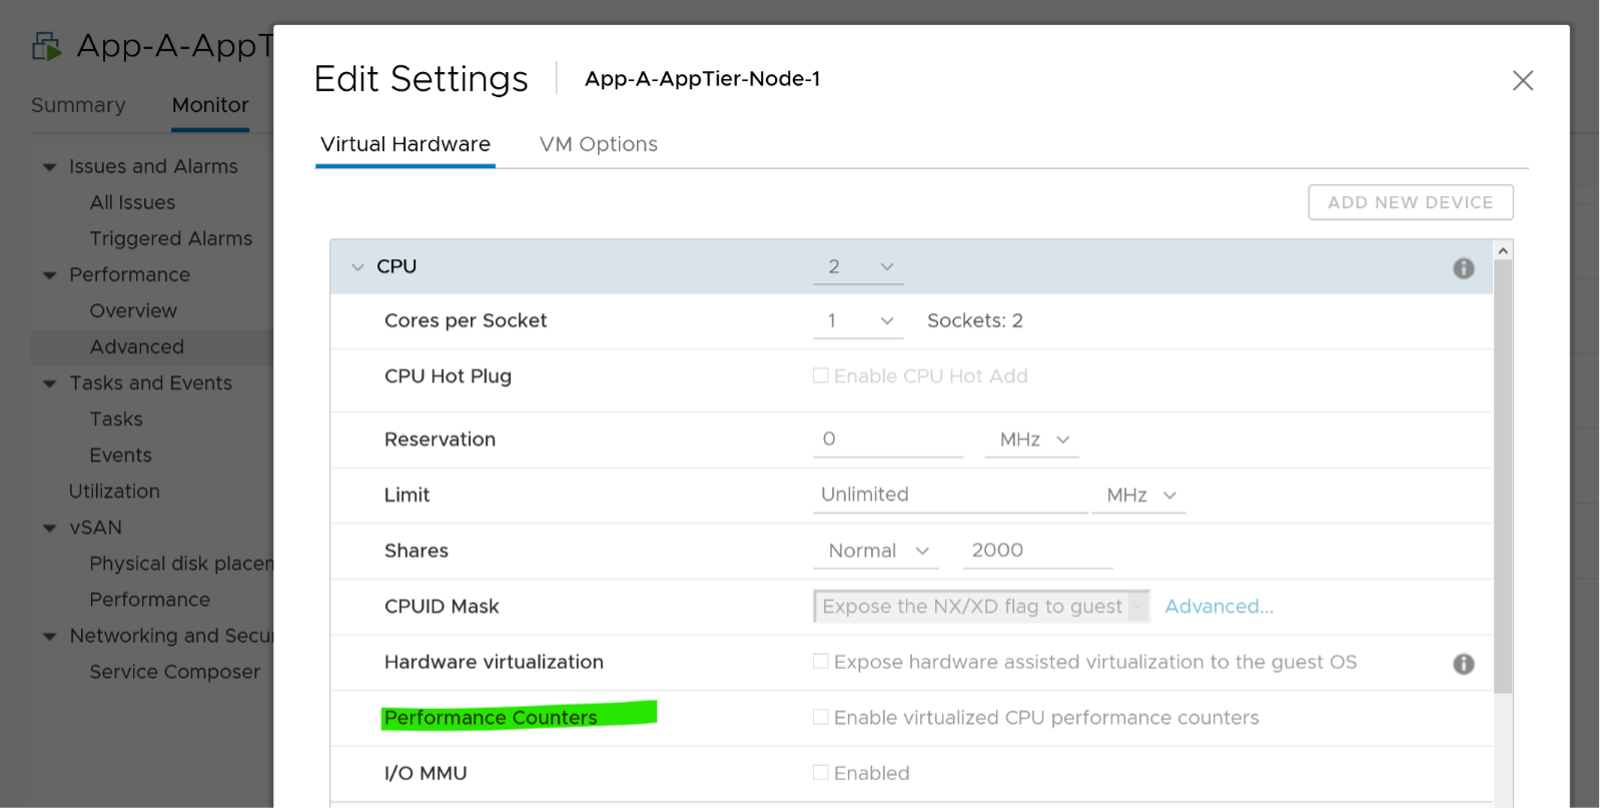 App-A-AppT
Summary
Monitor
Issues and Alarms
All Issues
Triggered Alarms
Performance
Overview
Advanced
Tasks and Events
Tasks
Events
Utilization
vSAN
Physical disk placem
Performance
Networking and Secu
Service Composer
Edit Settings
App-A-AppTier-Node-1
Virtual Hardware
VM Options
ADD NEW DEVICE
CPU 2
Cores per Socket 1 Sockets: 2
CPU Hot Plug Enable CPU Hot Add
Reservation 0 MHz
Limit Unlimited MHz
Shares Normal 2000
CPUID Mask Expose the NX/XD flag to guest Advanced...
Hardware virtualization Expose hardware assisted virtualization to the guest OS
Performance Counters Enable virtualized CPU performance counters
I/O MMU Enabled